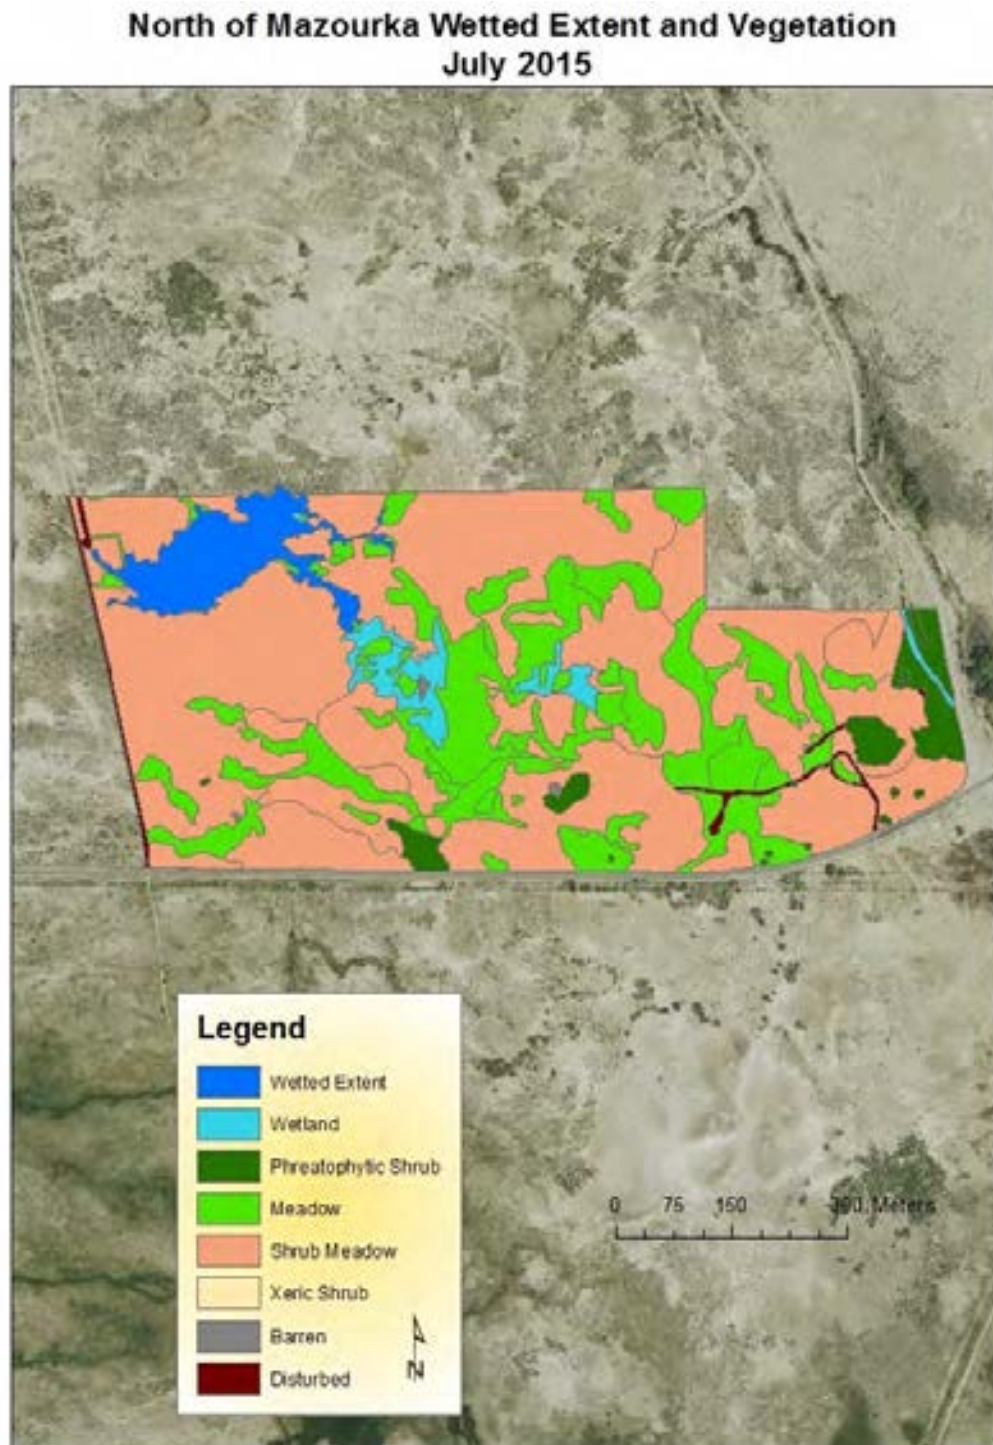 North of Mazourka Wetted Extent and Vegetation
July 2015
Legend
Wetted Extent
Wetland
Phreatophytic Shrub
Meadow
Shrub Meadow
Xeric Shrub
Barren
Disturbed
N
0 75 150 300 Meters